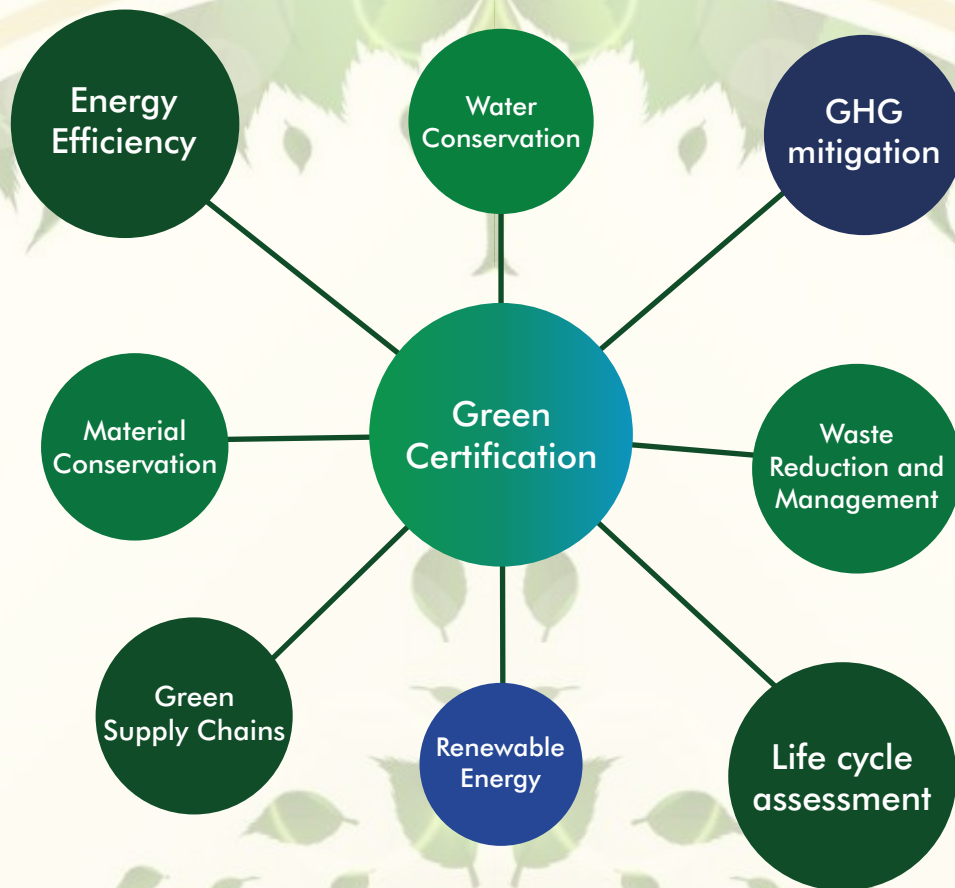 Energy
Efficiency
Water
Conservation
GHG
mitigation
Green
Certification
Material
Conservation
Waste
Reduction and
Management
Green
Supply Chains
Renewable
Energy
Life cycle
assessment